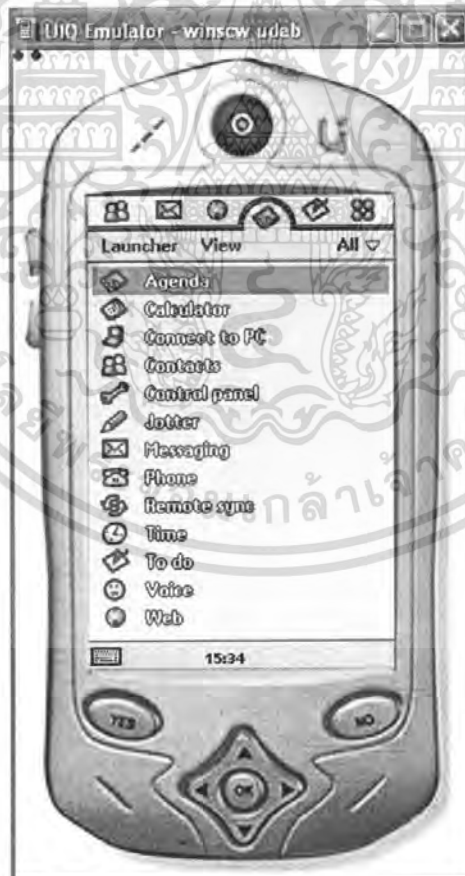 UIQ Emulator - winscw udeb
Launcher View All
Agenda
Calculator
Connect to PC
Contacts
Control panel
Jotter
Messaging
Phone
Remote sync
Time
To do
Voice
Web
15:34
YES
NO
OK